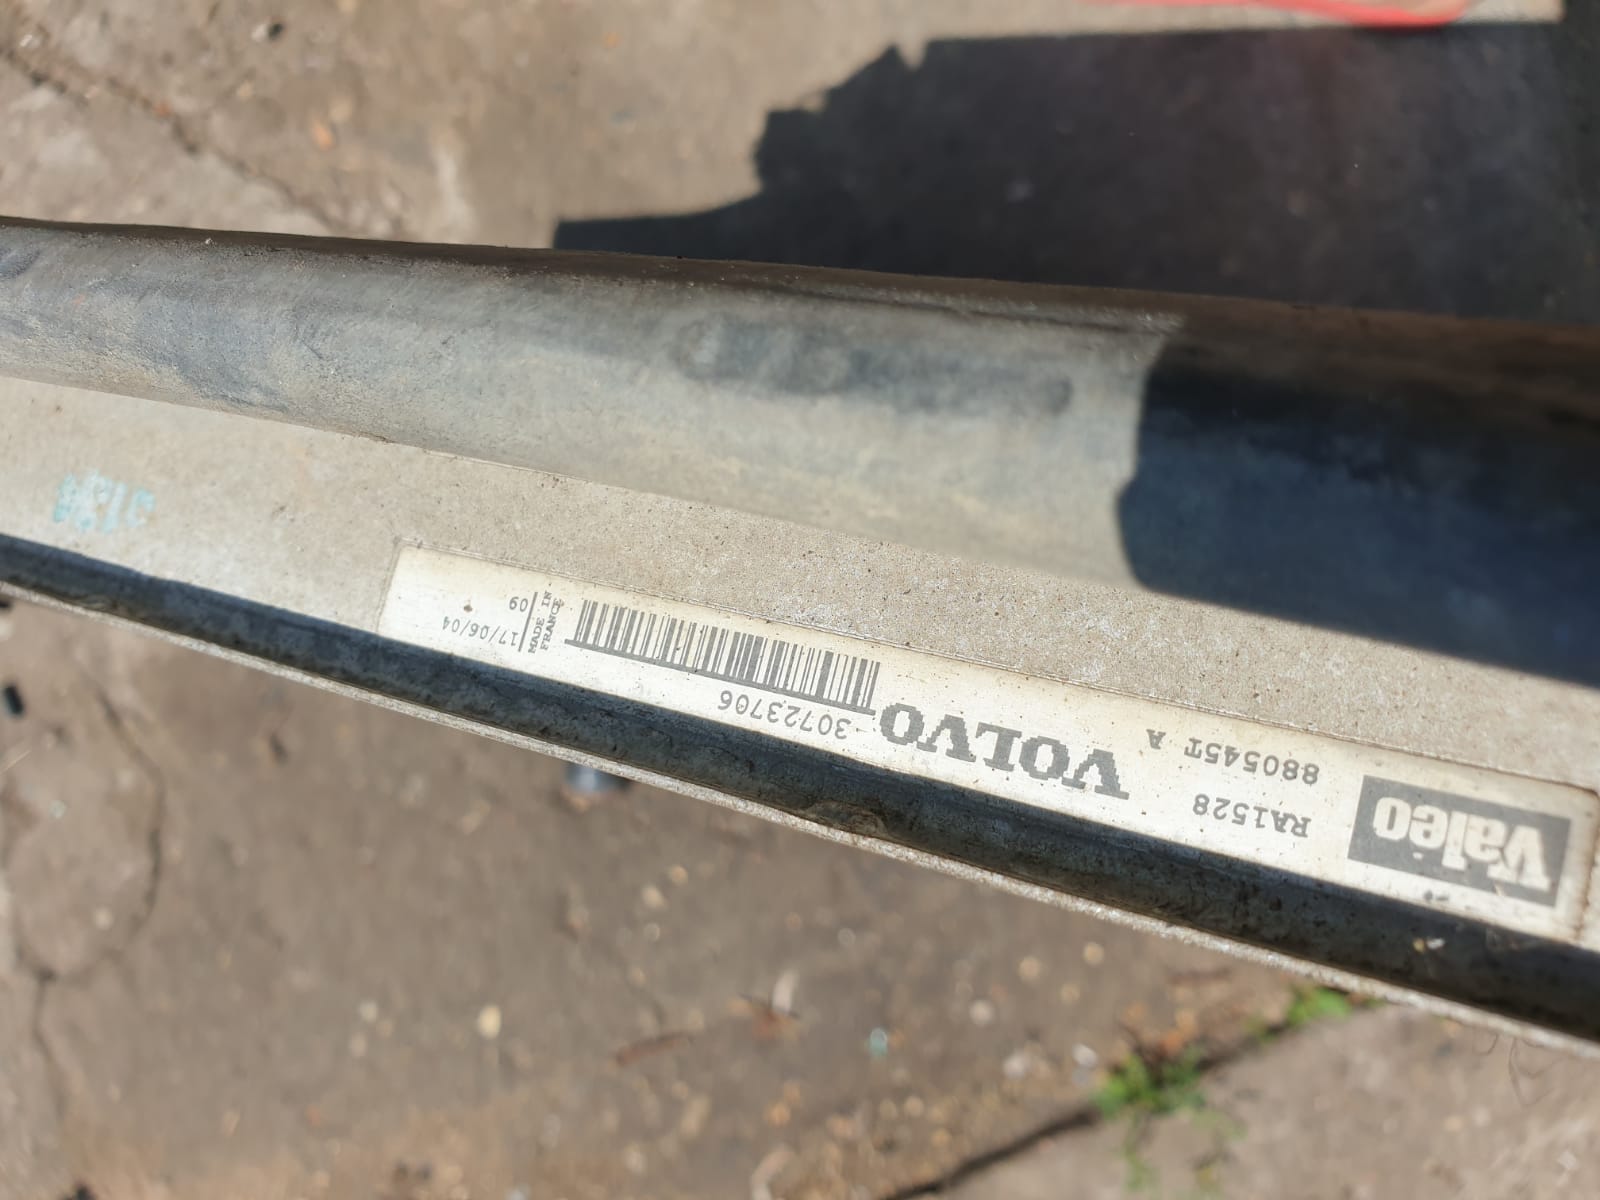 Valeo
RA1528
880545T A
VOLVO
30723706
MADE IN
FRANCE
17/06/04
09